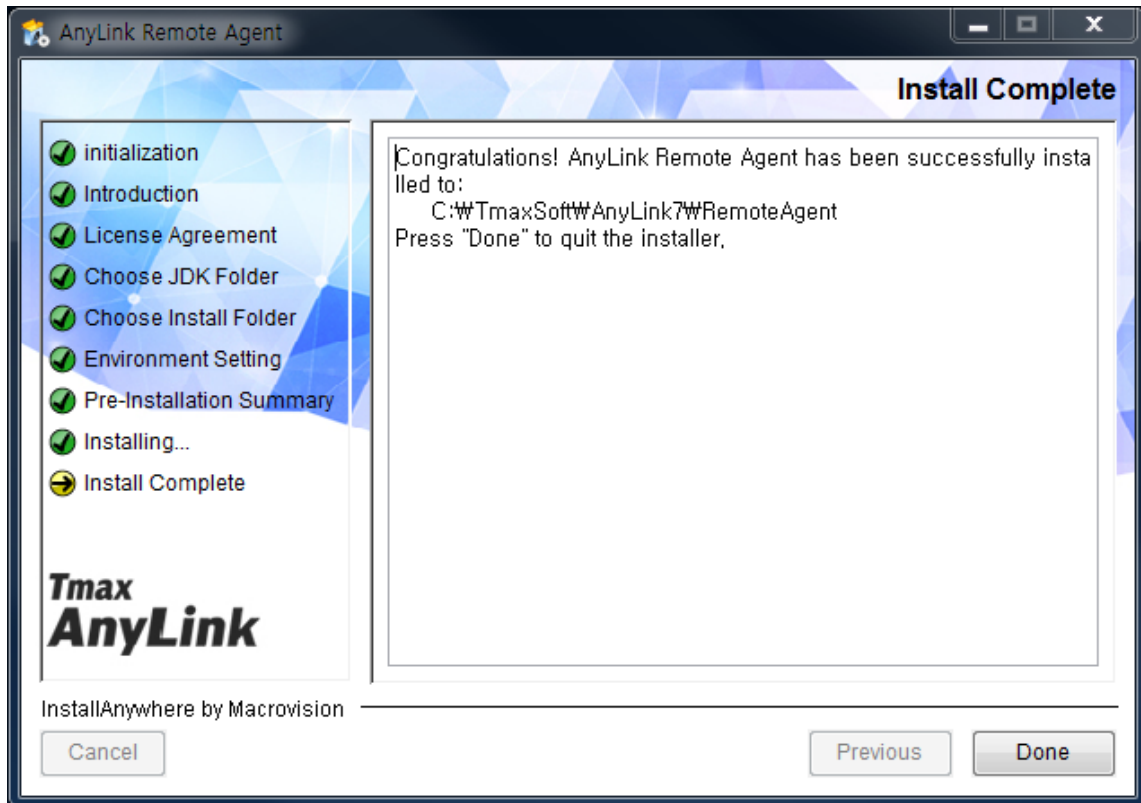 AnyLink Remote Agent
Install Complete
initialization
Introduction
License Agreement
Choose JDK Folder
Choose Install Folder
Environment Setting
Pre-Installation Summary
Installing...
Install Complete
Congratulations! AnyLink Remote Agent has been successfully insta
lled to:
C:₩TmaxSoft₩AnyLink7₩RemoteAgent
Press "Done" to quit the installer.
Tmax
AnyLink
InstallAnywhere by Macrovision
Cancel
Previous
Done